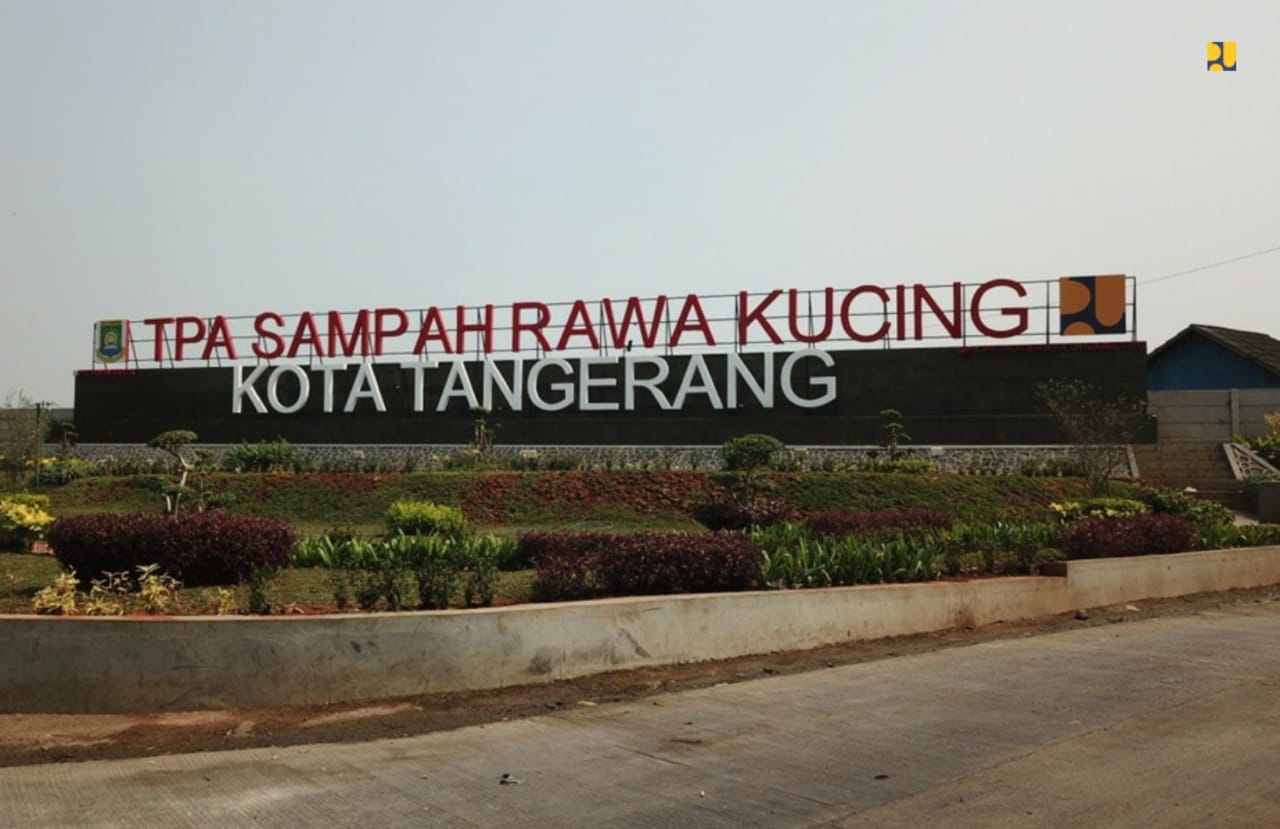 TPA SAMPAH RAWA KUCING
KOTA TANGERANG